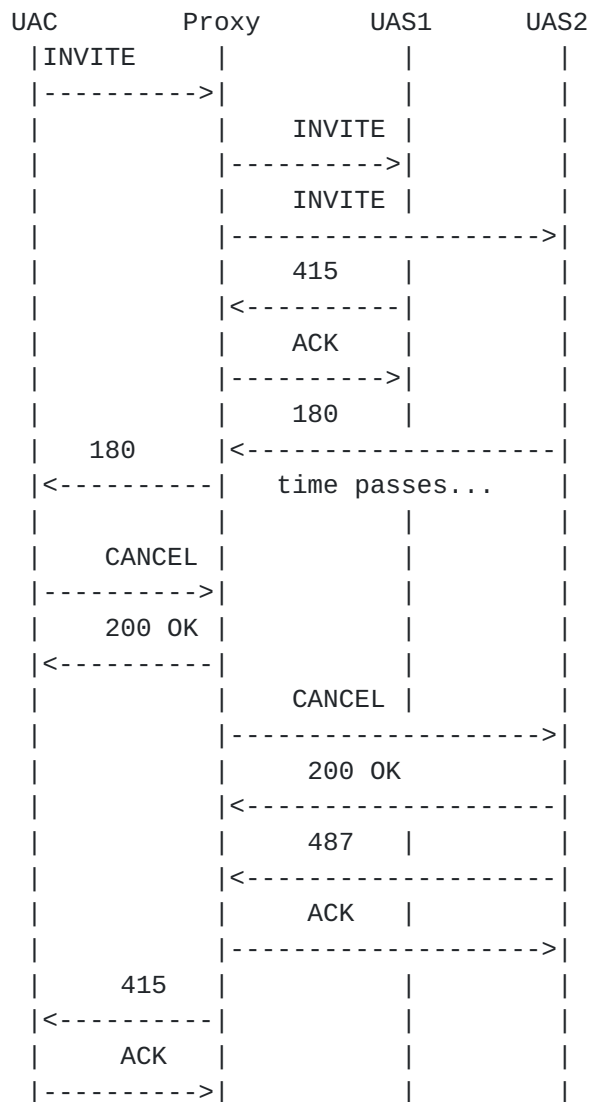 UAC Proxy UAS1 UAS2
|INVITE | | |
|---------->| | |
| | INVITE | |
| |---------->| |
| | INVITE | |
| |-------------------->|
| | 415 | |
| |<----------| |
| | ACK | |
| |---------->| |
| | 180 | |
| 180 |<--------------------|
|<----------| time passes... |
| | | |
| CANCEL | | |
|---------->| | |
| 200 OK | | |
|<----------| | |
| | CANCEL | |
| |-------------------->|
| | 200 OK |
| |<--------------------|
| | 487 | |
| |<--------------------|
| | ACK | |
| |-------------------->|
| 415 | | |
|<----------| | |
| ACK | | |
|---------->| | |